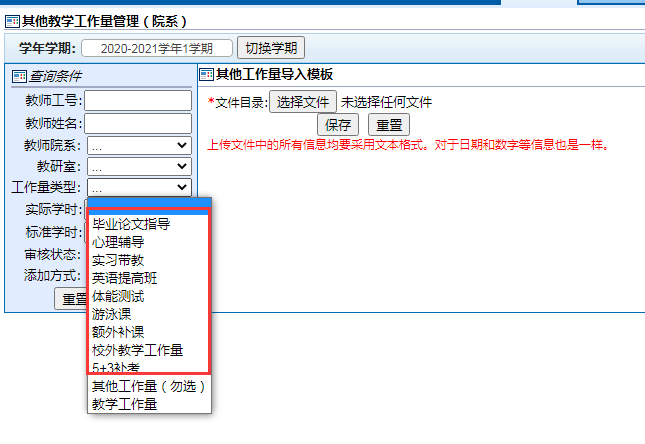 其他教学工作量管理（院系）
学年学期: 2020-2021学年1学期 切换学期
查询条件
教师工号:
教师姓名:
教师院系: ...
教研室: ...
工作量类型: ...
实际学时:
标准学时:
审核状态:
添加方式:
重置
毕业论文指导
心理辅导
实习带教
英语提高班
体能测试
游泳课
额外补课
校外教学工作量
5+3补考
其他工作量（勿选）
教学工作量
其他工作量导入模板
*文件目录: 选择文件 未选择任何文件
保存 重置
上传文件中的所有信息均要采用文本格式。对于日期和数字等信息也是一样。